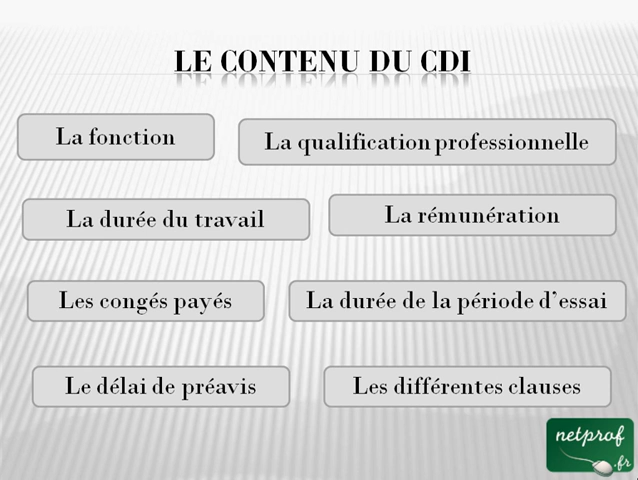 LE CONTENU DU CDI
La fonction
La qualification professionnelle
La durée du travail
La rémunération
Les congés payés
La durée de la période d’essai
Le délai de préavis
Les différentes clauses
netprof
.fr